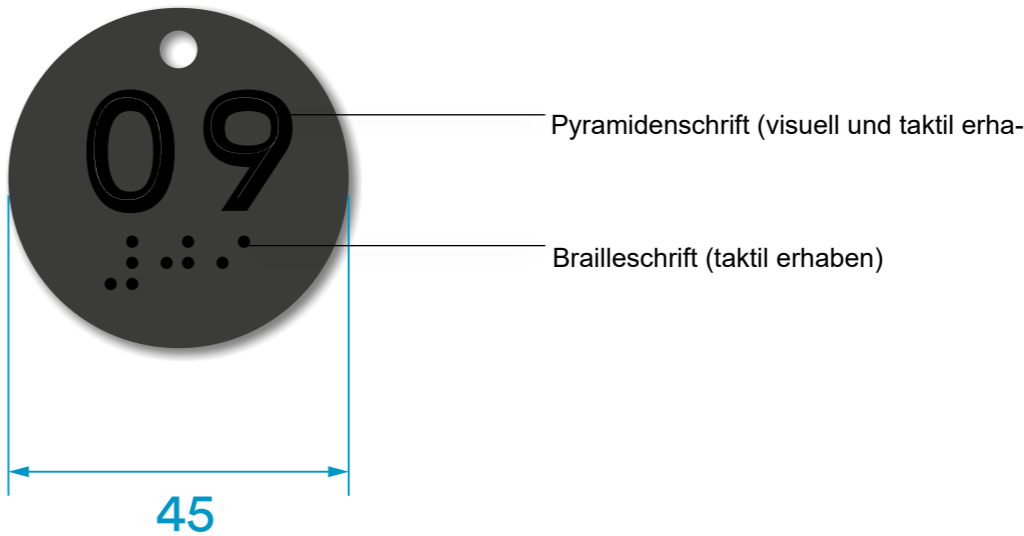 09
Pyramidenschrift (visuell und taktil erha-
⠼⠚⠊
Brailleschrift (taktil erhaben)
45